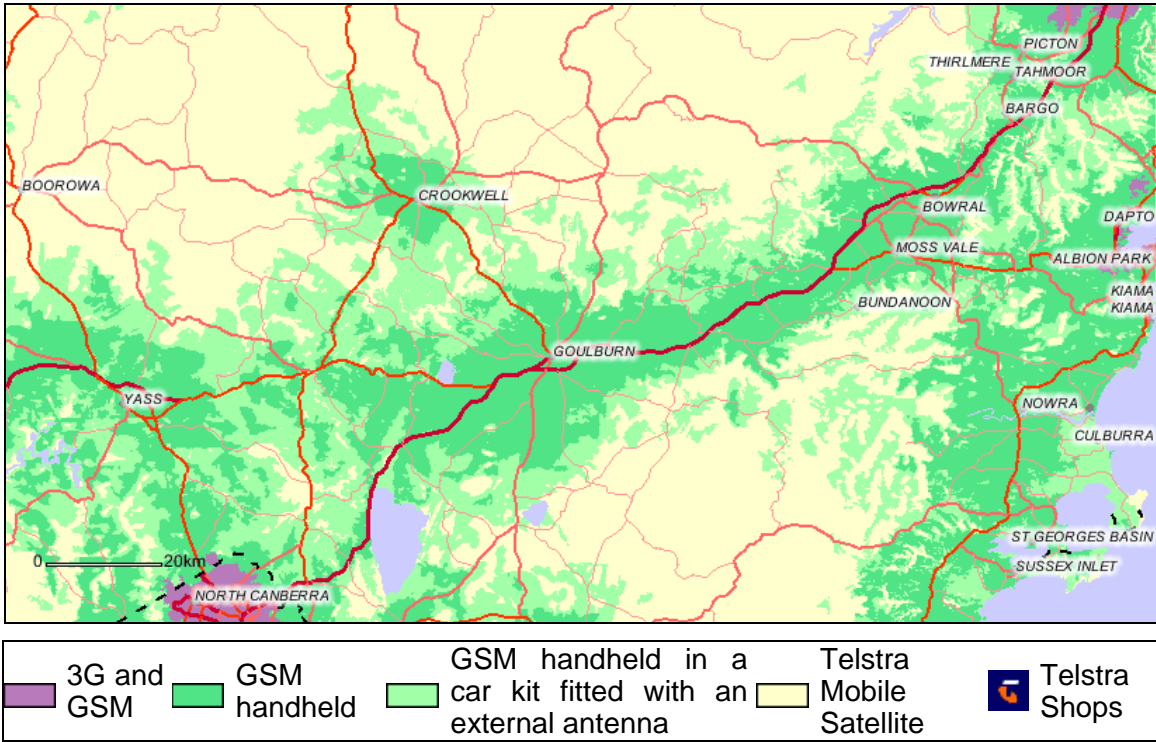 PICTON
THIRLMERE
TAHMOOR
BARGO
BOOROWA
CROOKWELL
BOWRAL
DAPTO
MOSS VALE
ALBION PARK
KIAMA
BUNDANOON
KIAMA
GOULBURN
YASS
NOWRA
CULBURRA
ST GEORGES BASIN
0 20km
SUSSEX INLET
NORTH CANBERRA
3G and
GSM
GSM
handheld
GSM handheld in a
car kit fitted with an
external antenna
Telstra
Mobile
Satellite
Telstra
Shops